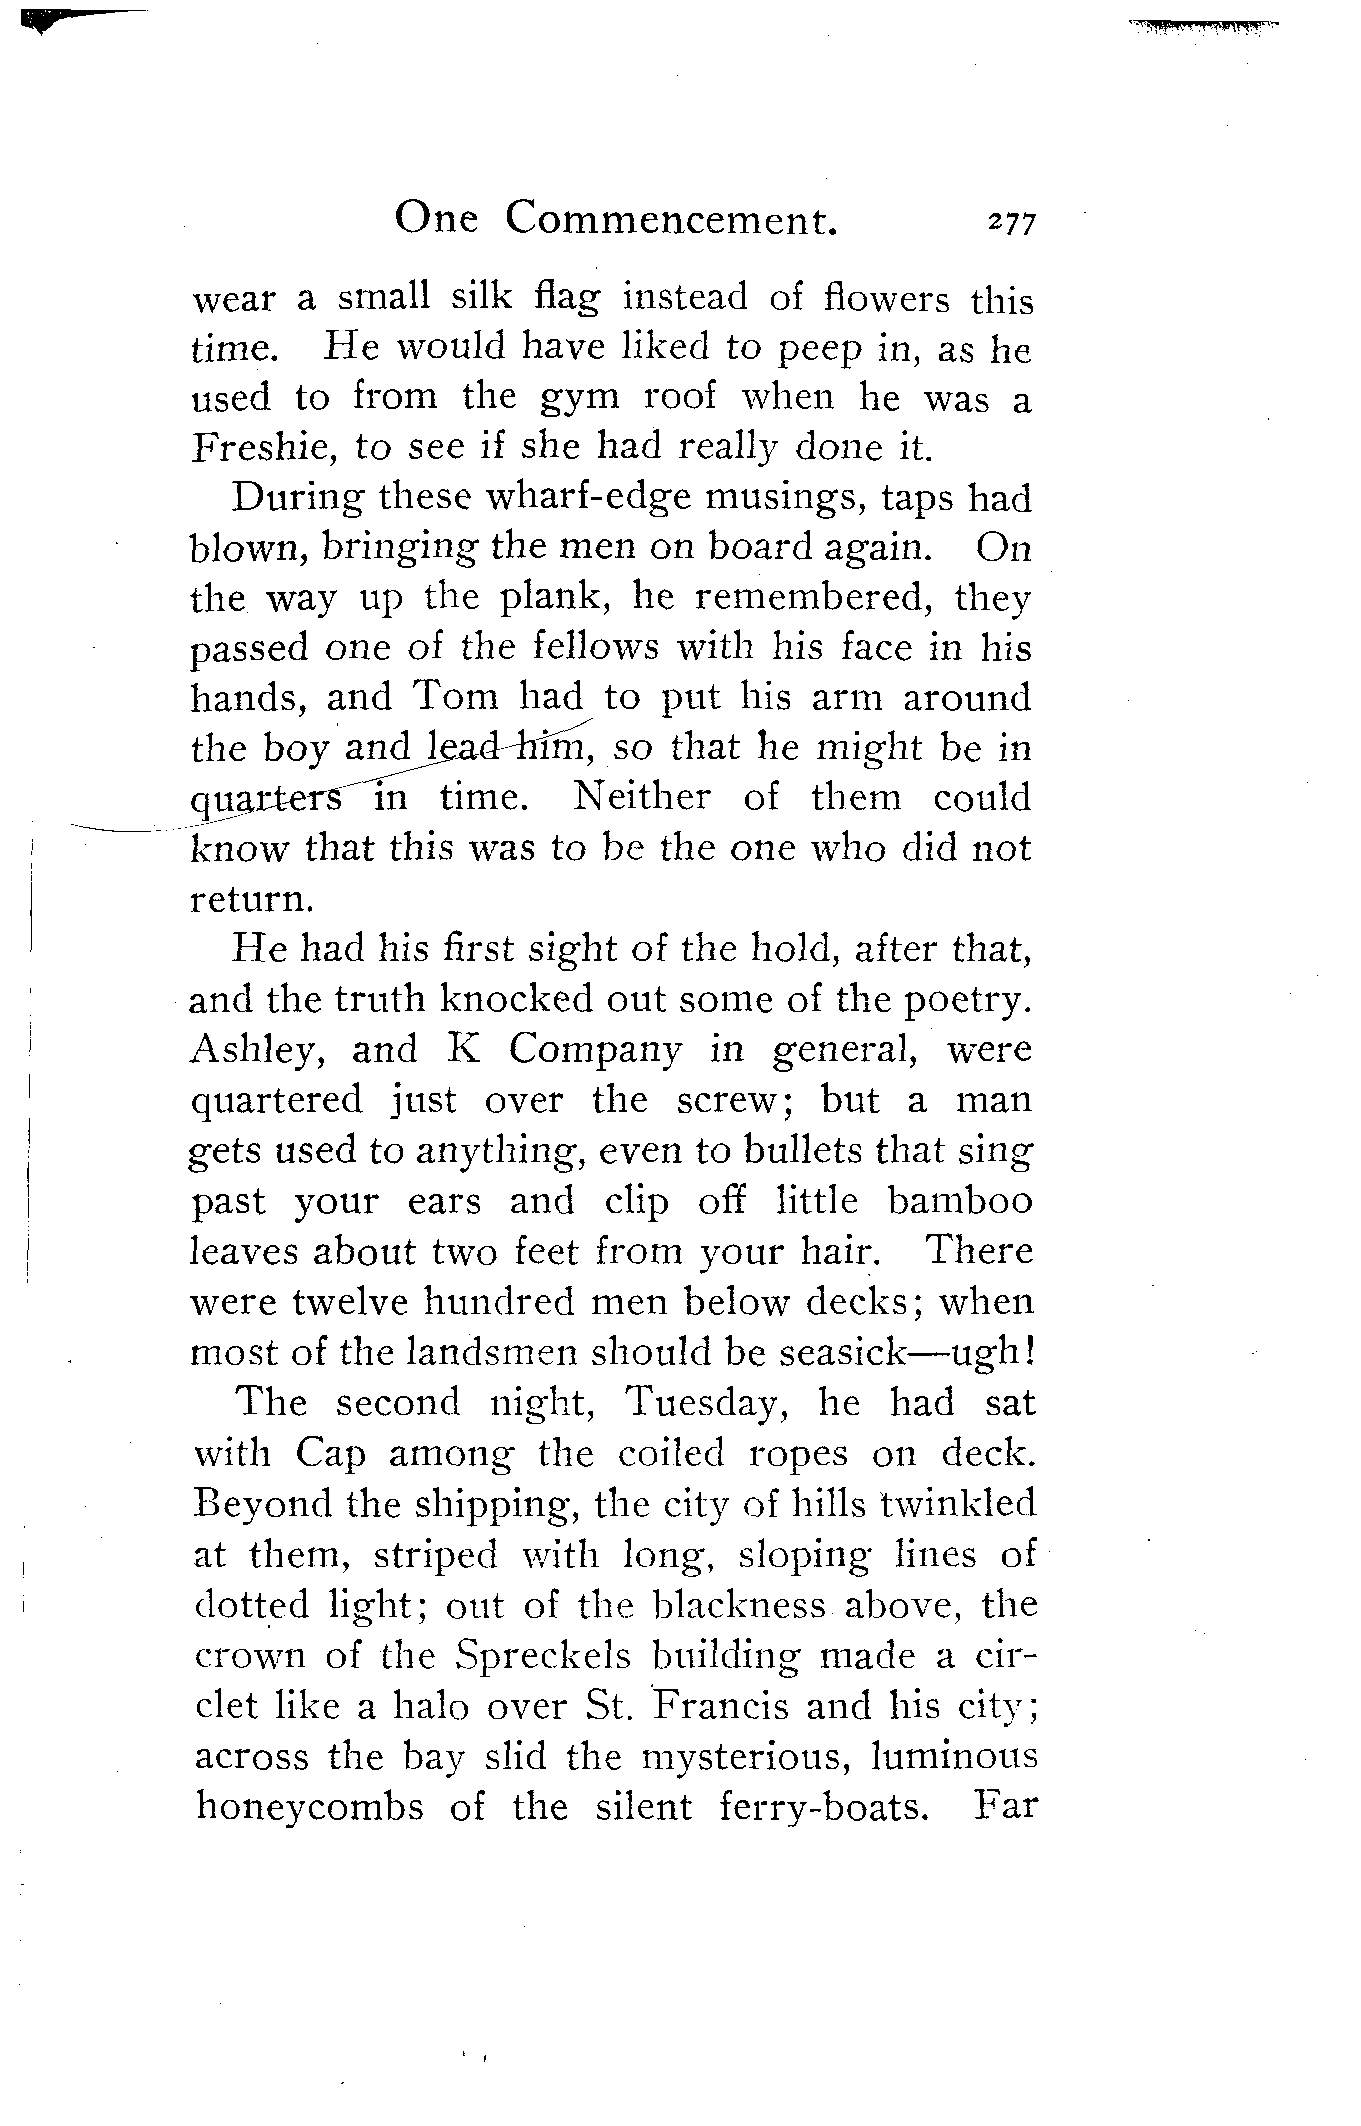 One Commencement. 277
wear a small silk flag instead of flowers this
time. He would have liked to peep in, as he
used to from the gym roof when he was a
Freshie, to see if she had really done it.
During these wharf-edge musings, taps had
blown, bringing the men on board again. On
the way up the plank, he remembered, they
passed one of the fellows with his face in his
hands, and Tom had to put his arm around
the boy and lead him, so that he might be in
quarters in time. Neither of them could
know that this was to be the one who did not
return.
He had his first sight of the hold, after that,
and the truth knocked out some of the poetry.
Ashley, and K Company in general, were
quartered just over the screw; but a man
gets used to anything, even to bullets that sing
past your ears and clip off little bamboo
leaves about two feet from your hair. There
were twelve hundred men below decks; when
most of the landsmen should be seasick—ugh!
The second night, Tuesday, he had sat
with Cap among the coiled ropes on deck.
Beyond the shipping, the city of hills twinkled
at them, striped with long, sloping lines of
dotted light; out of the blackness above, the
crown of the Spreckels building made a cir-
clet like a halo over St. Francis and his city;
across the bay slid the mysterious, luminous
honeycombs of the silent ferry-boats. Far